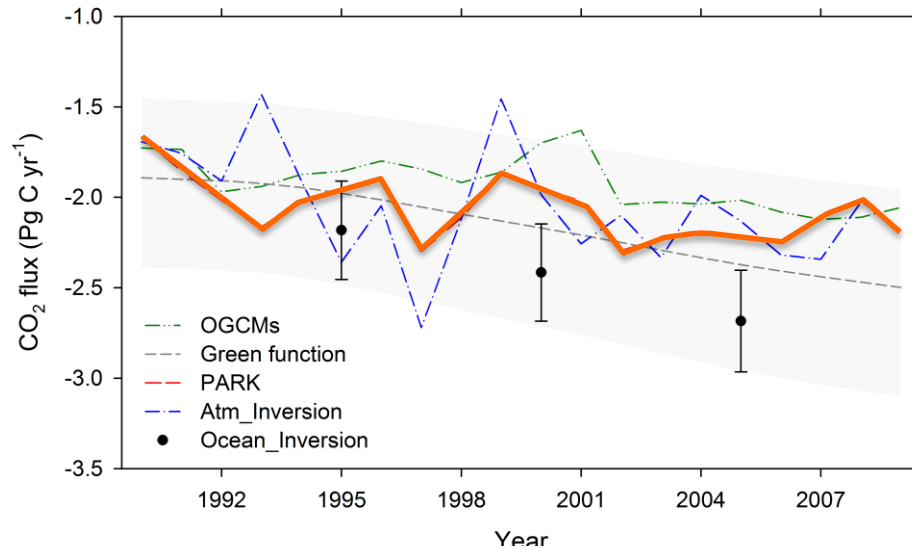 -1.0
-1.5
-2.0
-2.5
-3.0
-3.5
CO2 flux (Pg C yr-1)
OGCMs
Green function
PARK
Atm_Inversion
Ocean_Inversion
1992 1995 1998 2001 2004 2007
Year